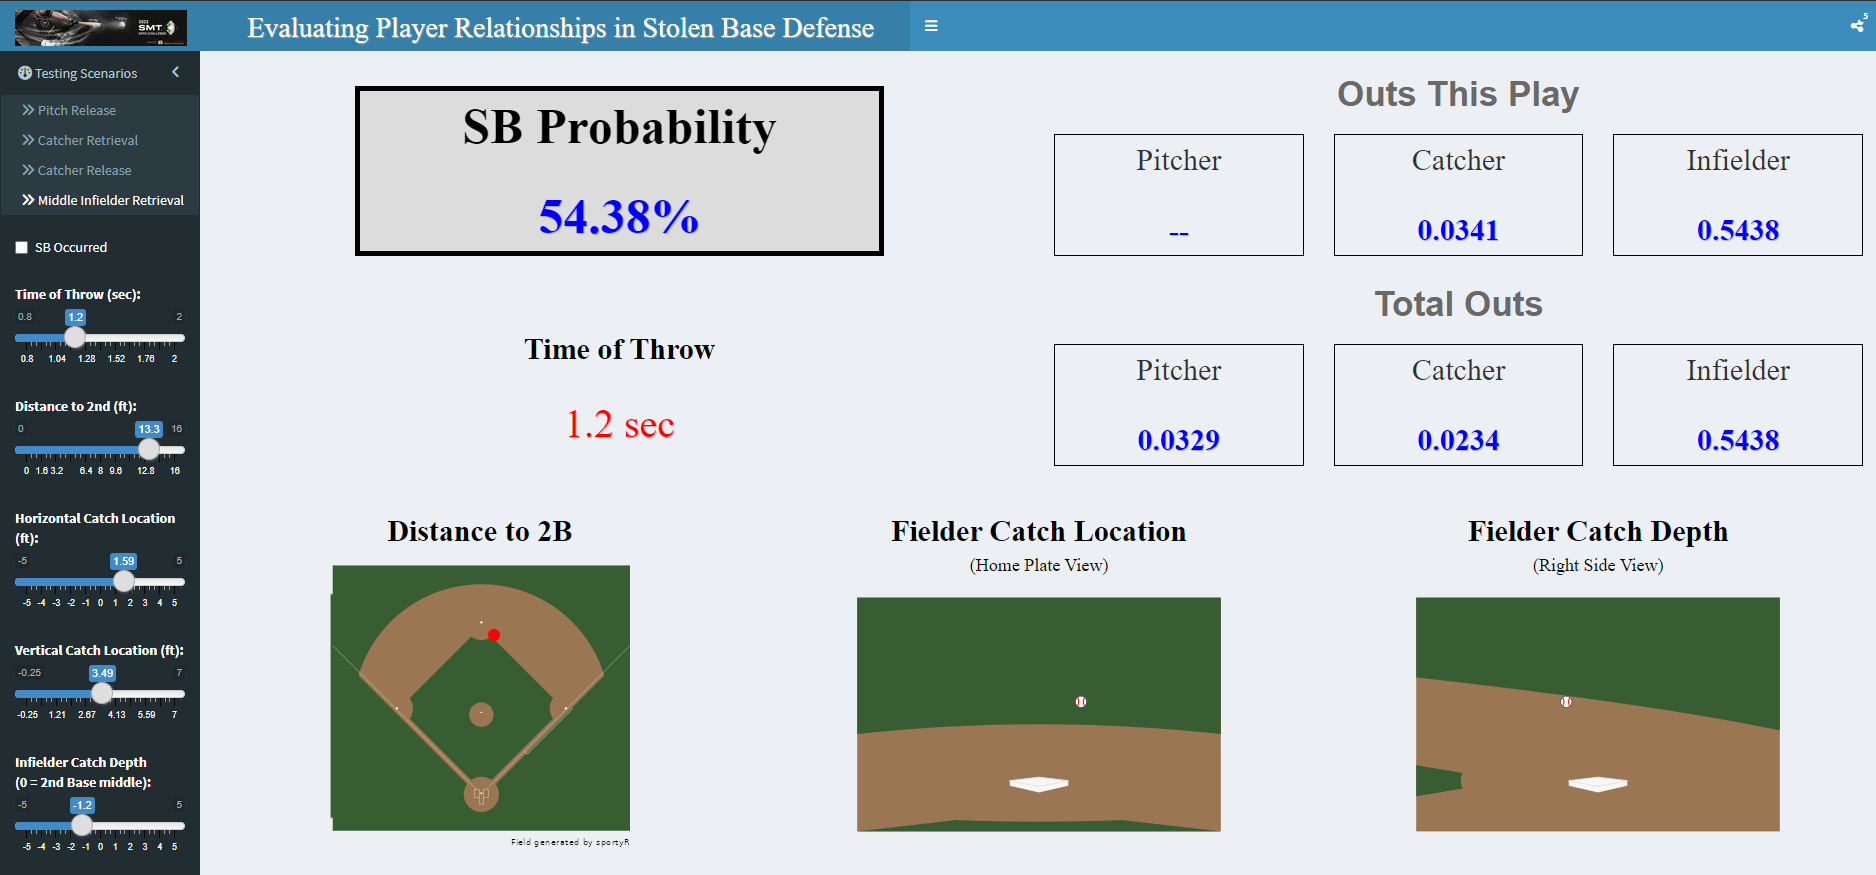 2023
SMT
DATA CHALLENGE
Evaluating Player Relationships in Stolen Base Defense
5
Testing Scenarios
Pitch Release
Catcher Retrieval
Catcher Release
Middle Infielder Retrieval
SB Occurred
Time of Throw (sec):
0.8 1.2 2
0.8 1.04 1.28 1.52 1.76 2
Distance to 2nd (ft):
0 13.3 16
0 1.6 3.2 6.4 8 9.6 12.8 16
Horizontal Catch Location
(ft):
-5 1.59 5
-5 -4 -3 -2 -1 0 1 2 3 4 5
Vertical Catch Location (ft):
-0.25 3.49 7
-0.25 1.21 2.67 4.13 5.59 7
Infielder Catch Depth
(0 = 2nd Base middle):
-5 -1.2 5
-5 -4 -3 -2 -1 0 1 2 3 4 5
SB Probability
54.38%
Outs This Play
Pitcher Catcher Infielder
-- 0.0341 0.5438
Time of Throw
1.2 sec
Total Outs
Pitcher Catcher Infielder
0.0329 0.0234 0.5438
Distance to 2B
Field generated by sportyR
Fielder Catch Location
(Home Plate View)
Fielder Catch Depth
(Right Side View)